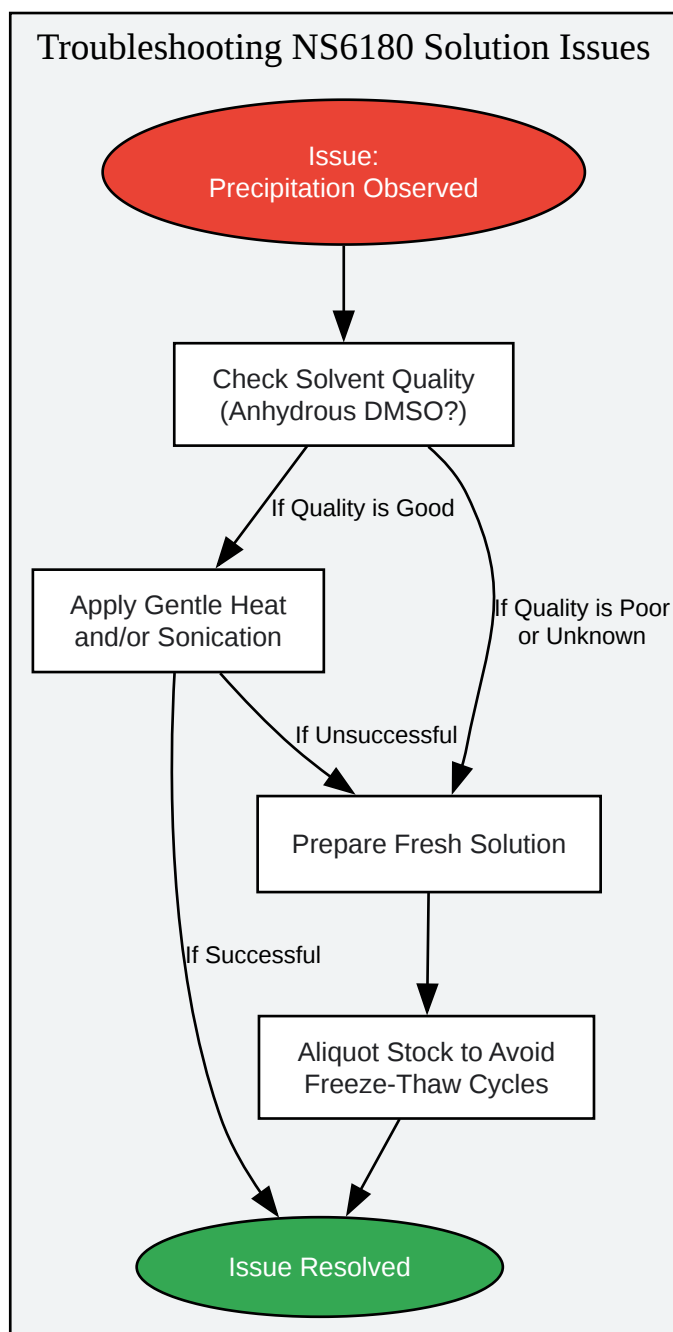 Troubleshooting NS6180 Solution Issues
Issue:
Precipitation Observed
Check Solvent Quality
(Anhydrous DMSO?)
If Quality is Good
If Quality is Poor
or Unknown
Apply Gentle Heat
and/or Sonication
If Unsuccessful
Prepare Fresh Solution
If Successful
Aliquot Stock to Avoid
Freeze-Thaw Cycles
Issue Resolved